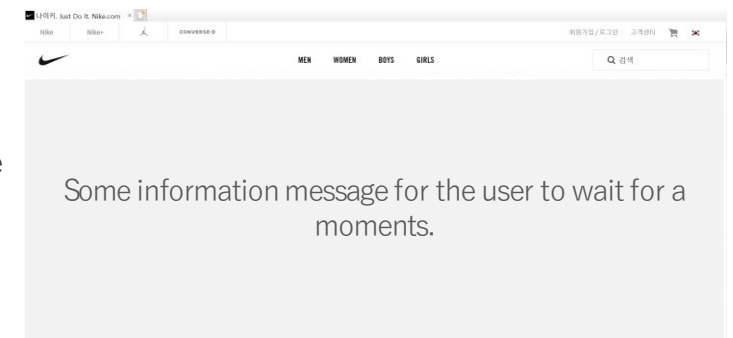 나이키. Just Do It. Nike.com
Nike Nike+ CONVERSE 회원가입/로그인 고객센터
MEN WOMEN BOYS GIRLS 검색
Some information message for the user to wait for a
moments.